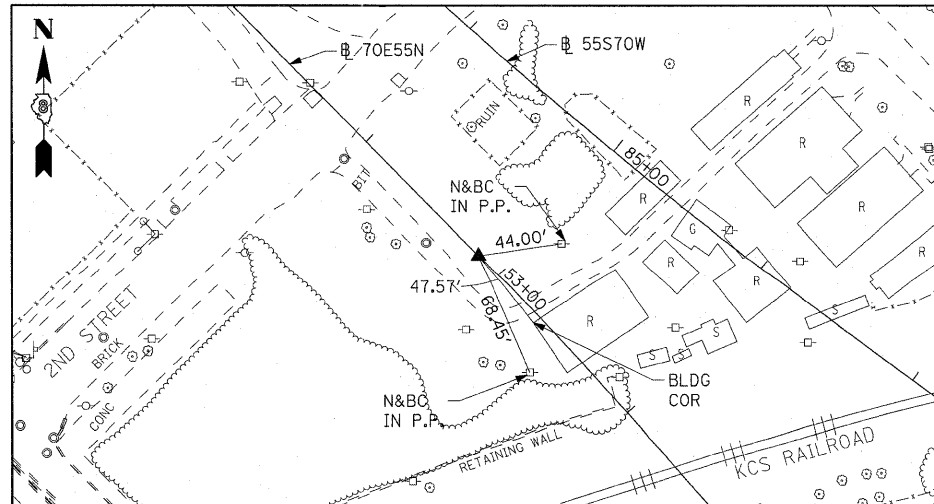 N
8
℄ 70E55N
℄ 55S70W
RUIN
BIT
N&BC
IN P.P.
44.00'
47.57'
68.45'
53+00
85+00
R
R
R
R
G
R
R
R
R
S
S
S
S
2ND STREET
BRICK
CONC
N&BC
IN P.P.
BLDG
COR
RETAINING WALL
KCS RAILROAD